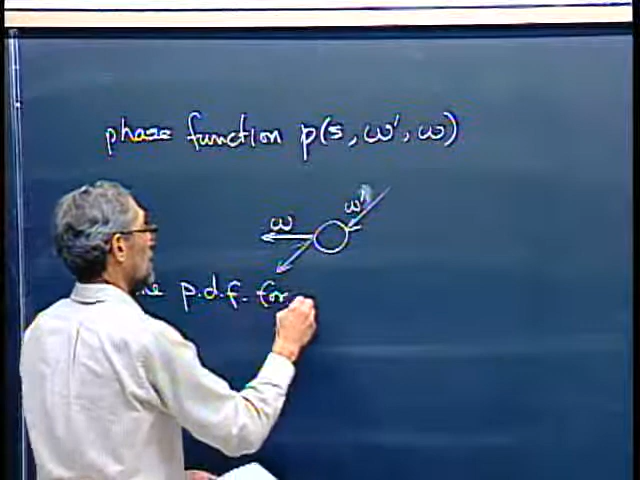 phase function p(s, ω', ω)
ω'
ω
p.d.f. for